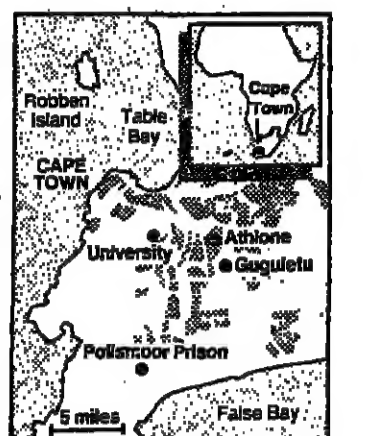 Robben
Island
Table
Bay
Cape
Town
CAPE
TOWN
University
Athlone
Guguletu
Pollsmoor Prison
5 miles
False Bay